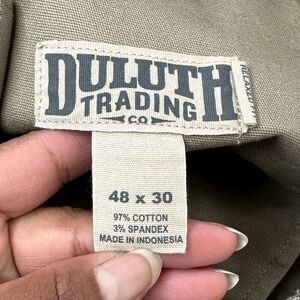 DULUTH
TRADING
CO
48 x 30
97% COTTON
3% SPANDEX
MADE IN INDONESIA